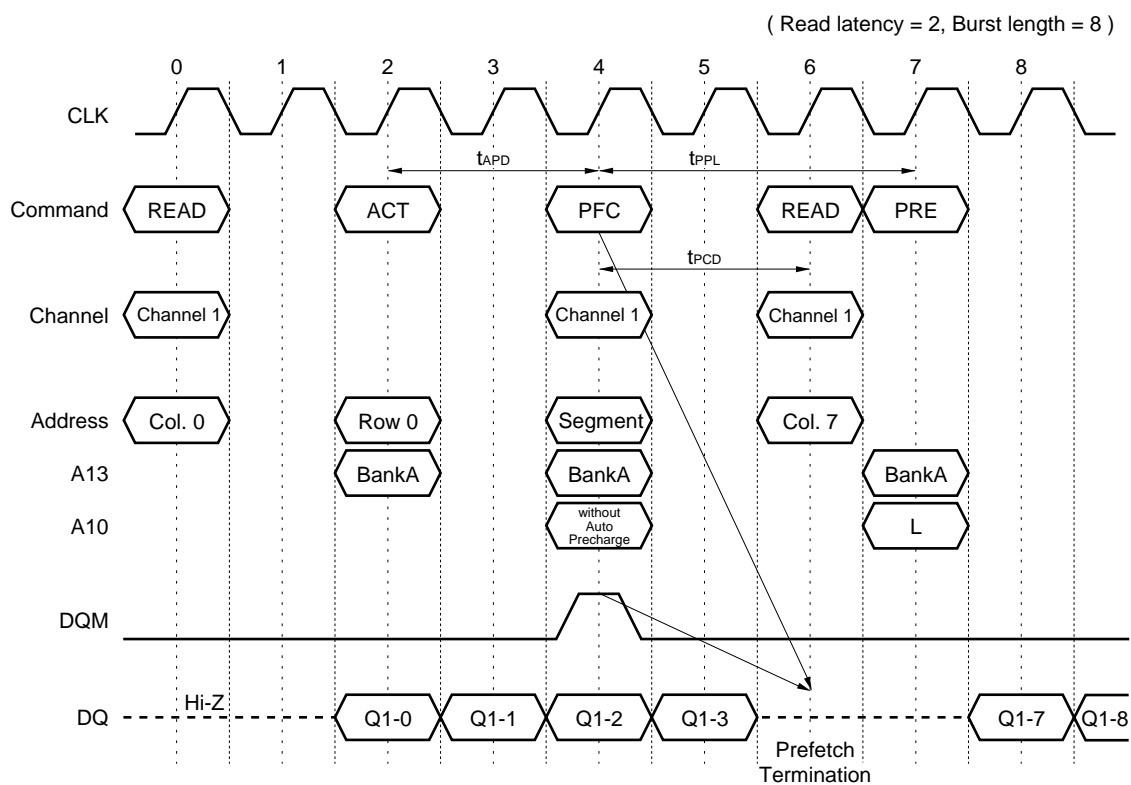 ( Read latency = 2, Burst length = 8 )
0 1 2 3 4 5 6 7 8
CLK
tAPD tPPL
Command READ ACT PFC READ PRE
tPCD
Channel Channel 1 Channel 1 Channel 1
Address Col. 0 Row 0 Segment Col. 7
A13 BankA BankA BankA
A10 without Auto Precharge L
DQM
Hi-Z
DQ Q1-0 Q1-1 Q1-2 Q1-3 Q1-7 Q1-8
Prefetch
Termination